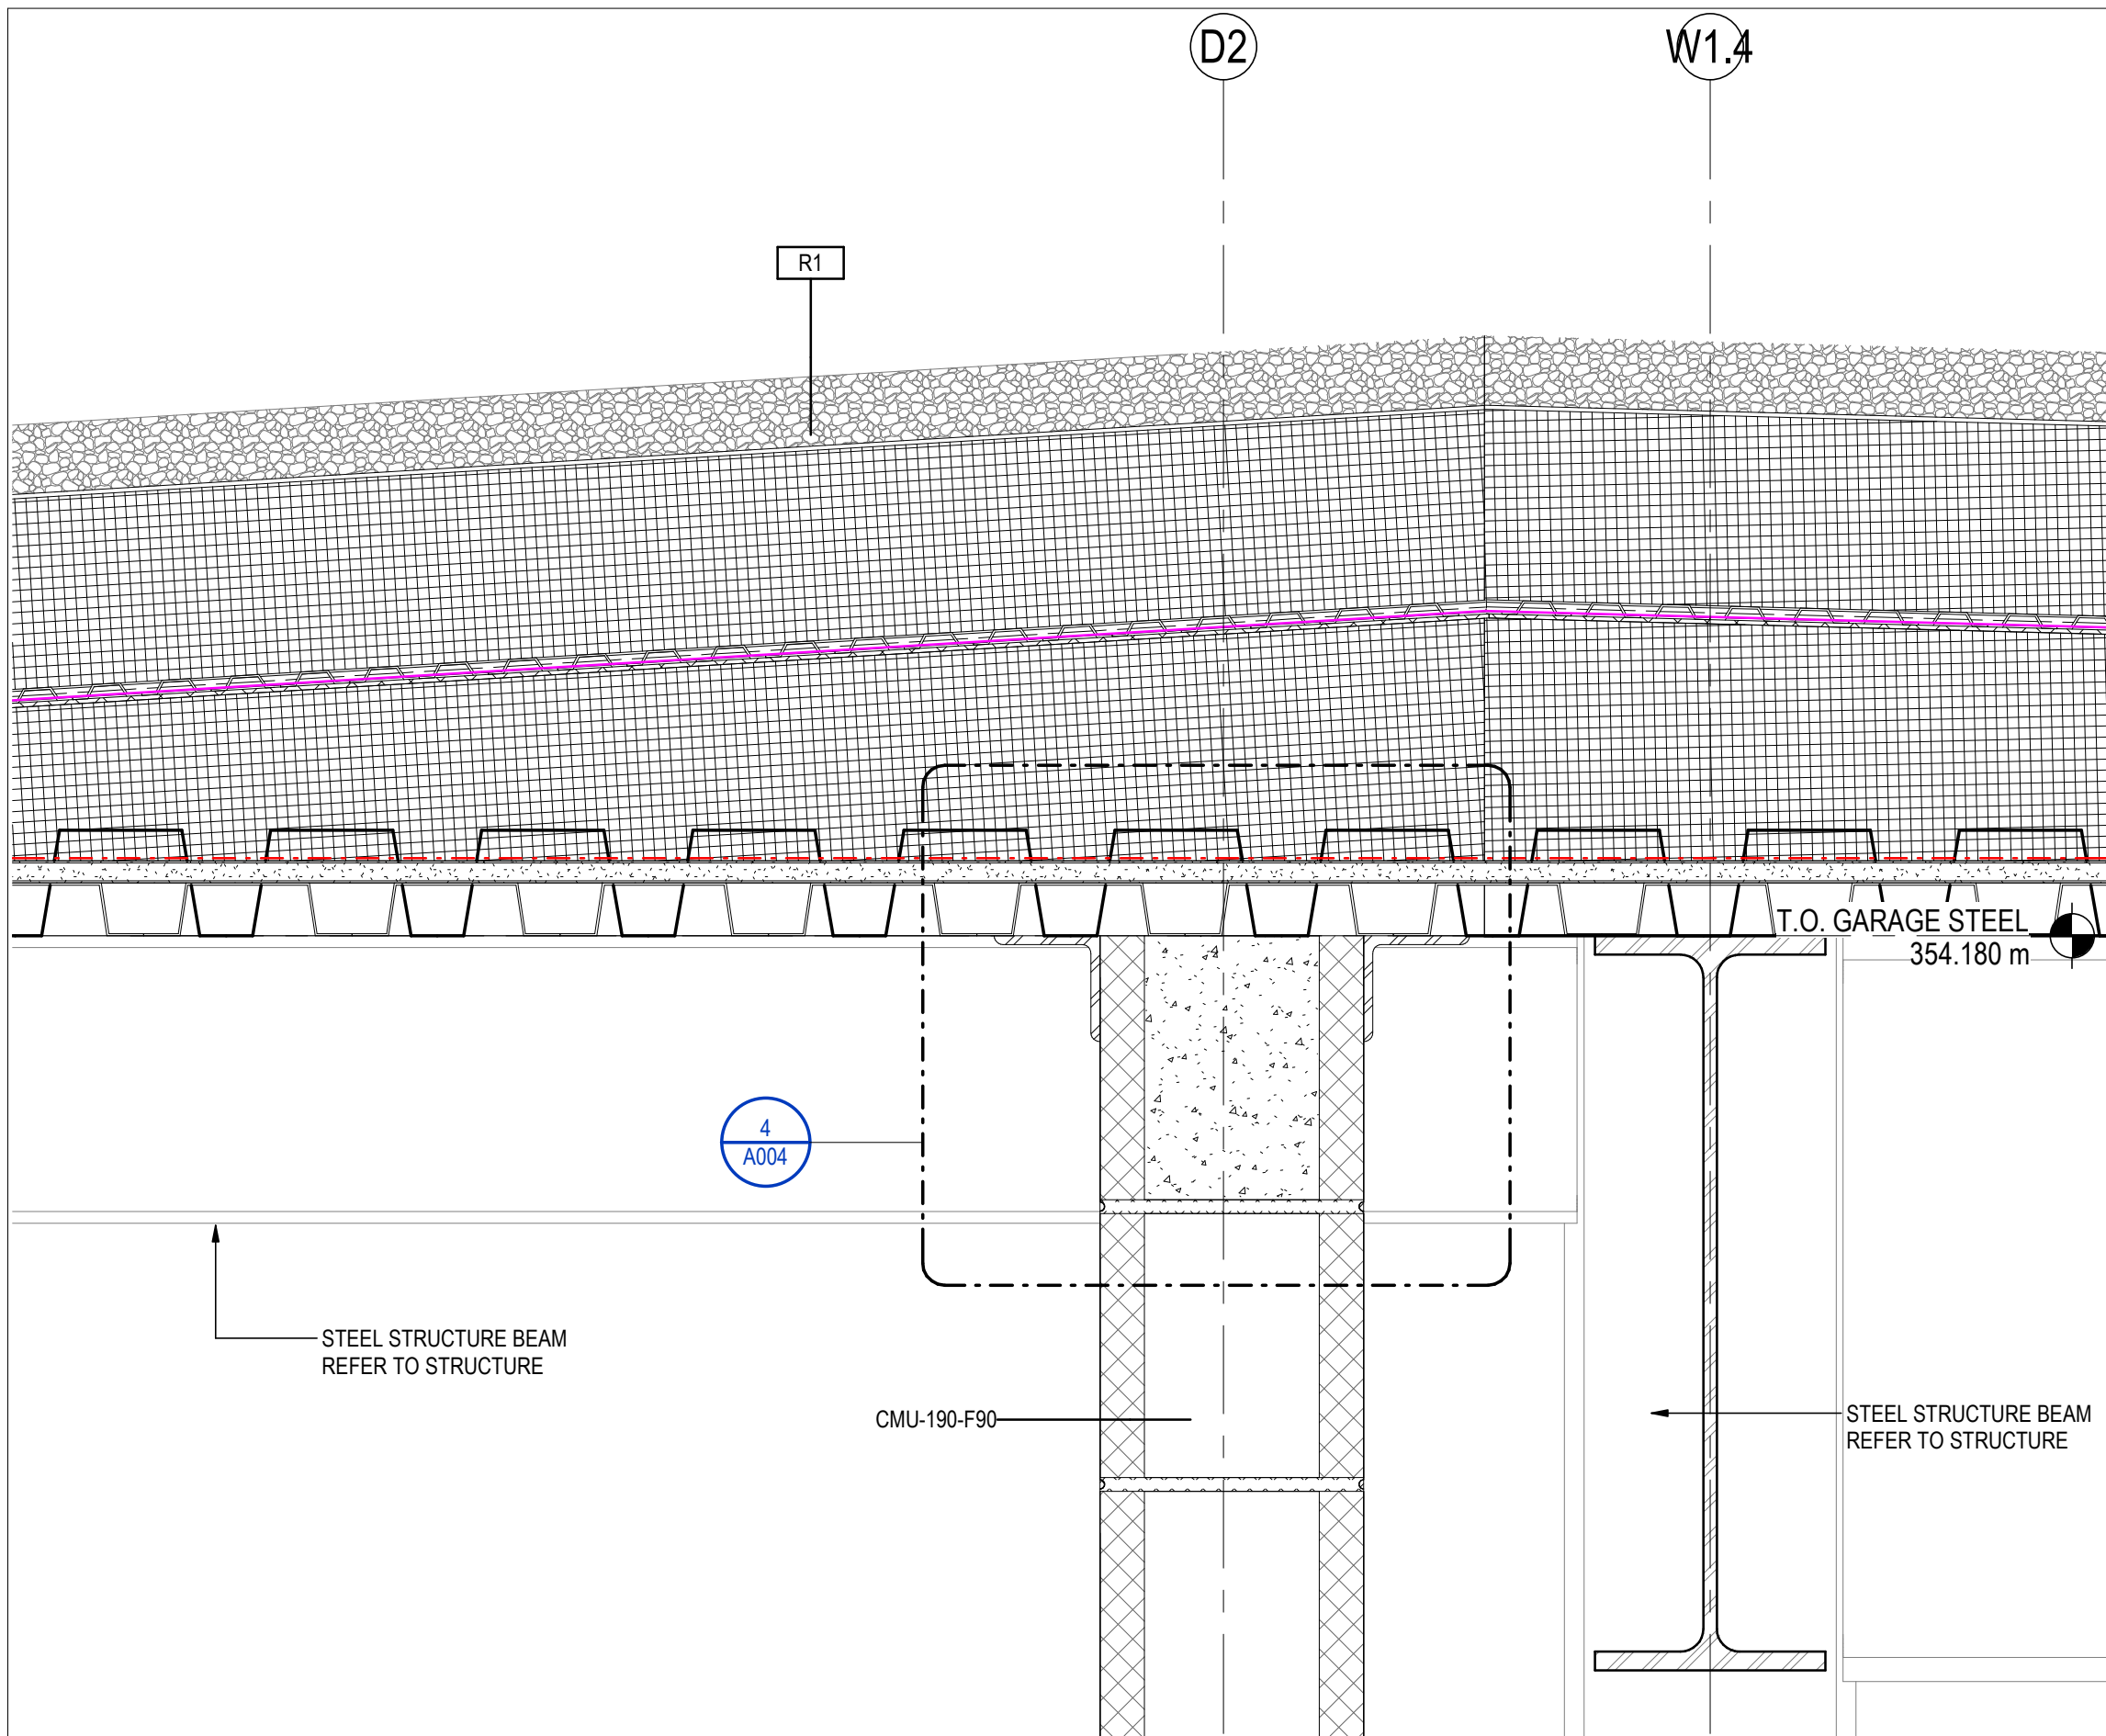 D2
W1.4
R1
T.O. GARAGE STEEL
354.180 m
4
A004
STEEL STRUCTURE BEAM
REFER TO STRUCTURE
CMU-190-F90
STEEL STRUCTURE BEAM
REFER TO STRUCTURE